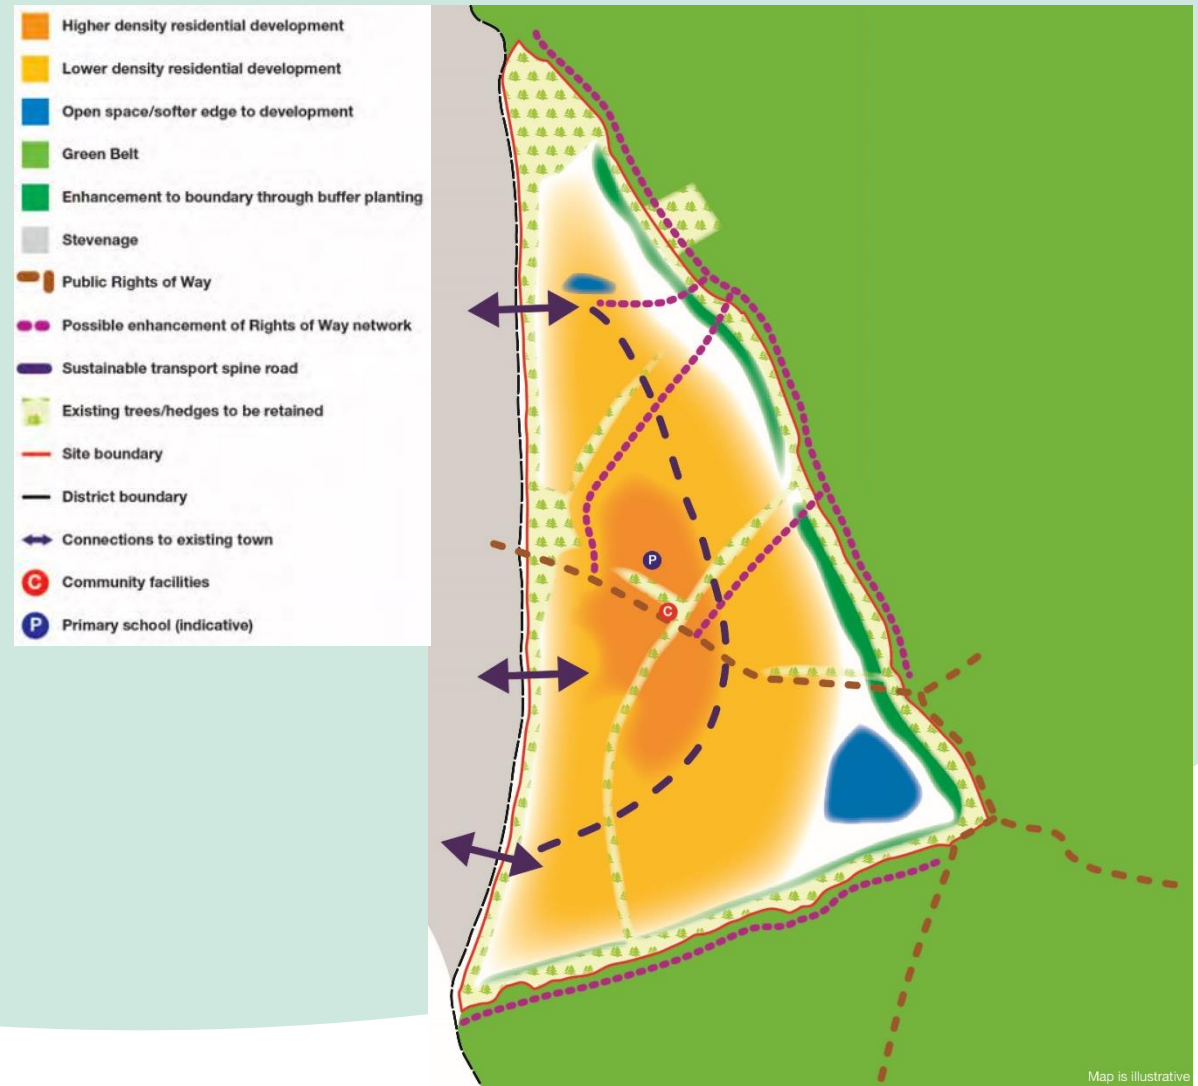 Higher density residential development
Lower density residential development
Open space/softer edge to development
Green Belt
Enhancement to boundary through buffer planting
Stevenage
Public Rights of Way
Possible enhancement of Rights of Way network
Sustainable transport spine road
Existing trees/hedges to be retained
Site boundary
District boundary
Connections to existing town
C Community facilities
P Primary school (indicative)
P
C
Map is illustrative